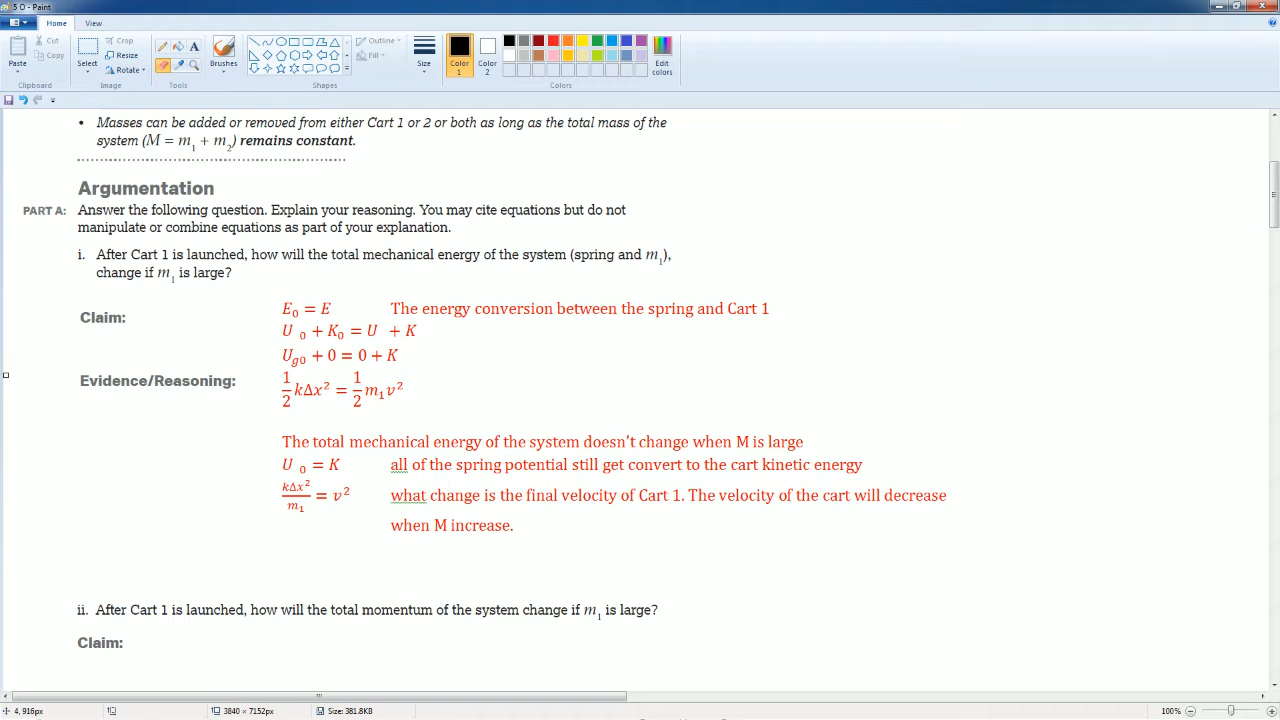 5 O - Paint
Home View
Paste
Cut
Copy
Clipboard
Select
Crop
Resize
Rotate
Image
A
Tools
Brushes
Outline
Fill
Shapes
Size
Color 1
Color 2
Edit colors
Colors
• Masses can be added or removed from either Cart 1 or 2 or both as long as the total mass of the
system (M = m₁ + m₂) remains constant.
Argumentation
PART A: Answer the following question. Explain your reasoning. You may cite equations but do not
manipulate or combine equations as part of your explanation.
i. After Cart 1 is launched, how will the total mechanical energy of the system (spring and m₁),
change if m₁ is large?
E₀ = E The energy conversion between the spring and Cart 1
Claim:
U ₀ + K₀ = U + K
U_g0 + 0 = 0 + K
Evidence/Reasoning:
1/2 kΔx² = 1/2 m₁v²
The total mechanical energy of the system doesn't change when M is large
U ₀ = K all of the spring potential still get convert to the cart kinetic energy
kΔx²/m₁ = v² what change is the final velocity of Cart 1. The velocity of the cart will decrease
when M increase.
ii. After Cart 1 is launched, how will the total momentum of the system change if m₁ is large?
Claim:
4, 916px 3840 × 7152px Size: 381.8KB 100%